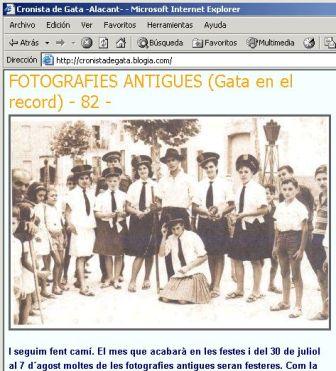 Cronista de Gata -Alacant- - Microsoft Internet Explorer
Archivo Edición Ver Favoritos Herramientas Ayuda
Atrás Búsqueda Favoritos Multimedia
Dirección http://cronistadegata.blogia.com/
FOTOGRAFIES ANTIGUES (Gata en el
record) - 82 -
I seguim fent camí. El mes que acabarà en les festes i del 30 de juliol
al 7 d´agost moltes de les fotografies antigues seran festeres. Com la